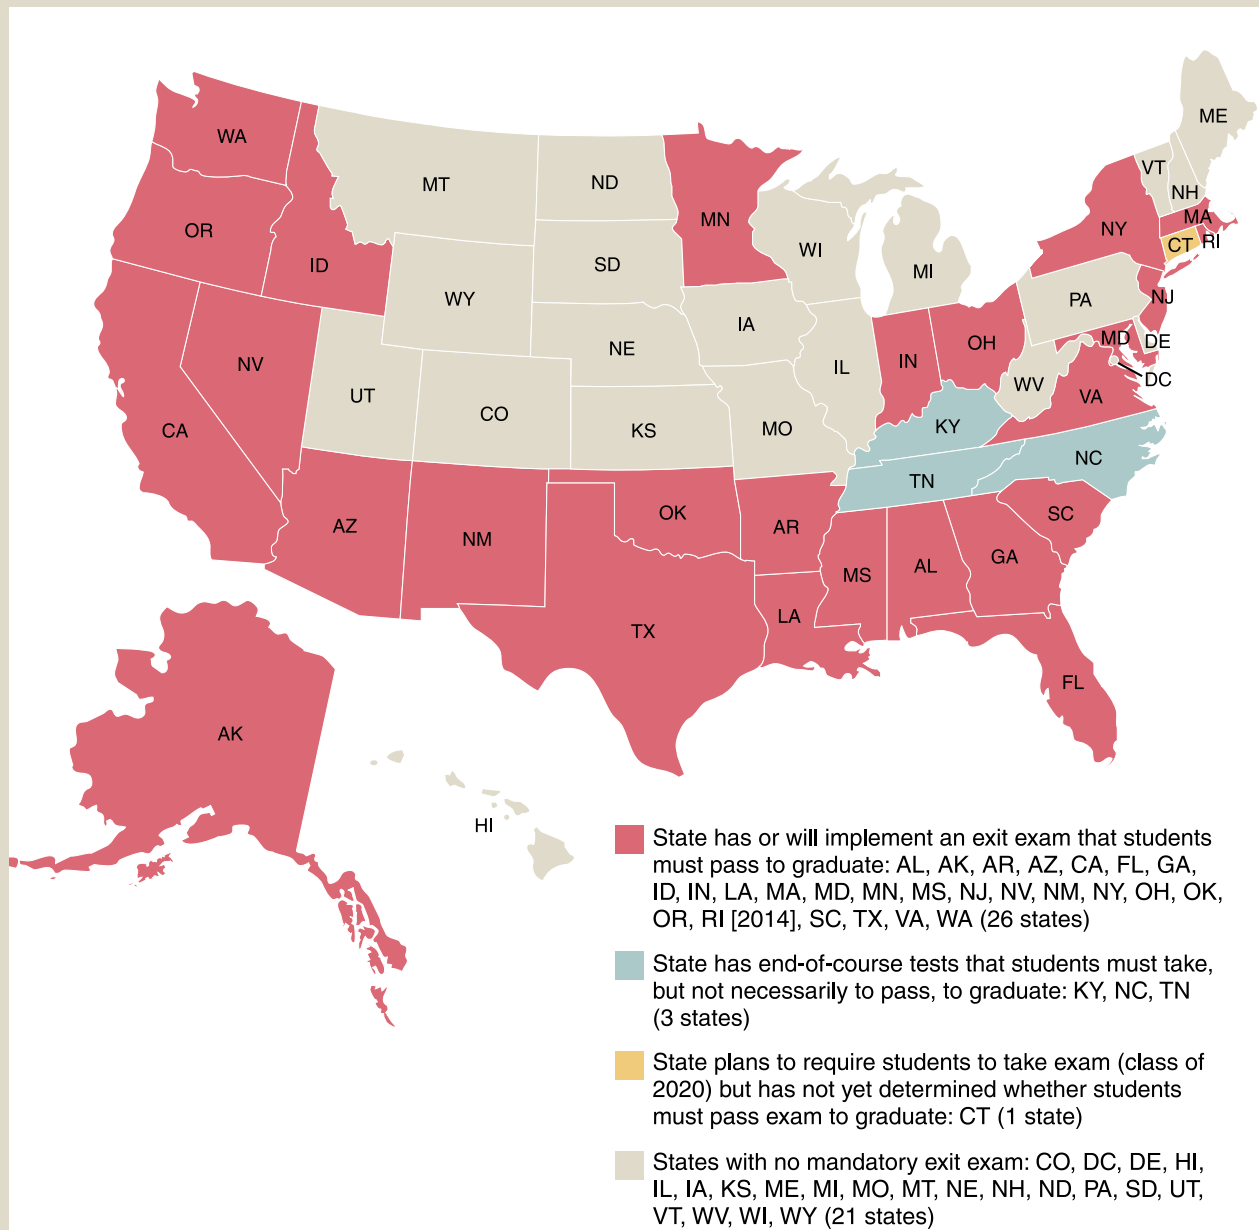 ME
WA
VT
ND
MT
NH
MN
MA
NY
OR
RI
CT
WI
ID
SD
MI
WY
NJ
PA
IA
MD
DE
OH
NE
IN
NV
IL
DC
WV
UT
VA
CO
KY
CA
KS
MO
NC
TN
OK
SC
AZ
AR
NM
GA
AL
MS
LA
TX
FL
AK
HI
State has or will implement an exit exam that students
must pass to graduate: AL, AK, AR, AZ, CA, FL, GA,
ID, IN, LA, MA, MD, MN, MS, NJ, NV, NM, NY, OH, OK,
OR, RI [2014], SC, TX, VA, WA (26 states)
State has end-of-course tests that students must take,
but not necessarily to pass, to graduate: KY, NC, TN
(3 states)
State plans to require students to take exam (class of
2020) but has not yet determined whether students
must pass exam to graduate: CT (1 state)
States with no mandatory exit exam: CO, DC, DE, HI,
IL, IA, KS, ME, MI, MO, MT, NE, NH, ND, PA, SD, UT,
VT, WV, WI, WY (21 states)